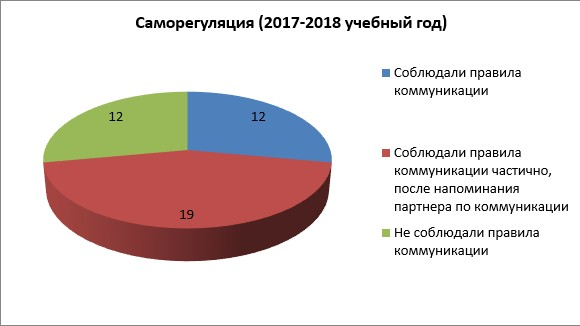 Саморегуляция (2017-2018 учебный год)
12
12
19
Соблюдали правила
коммуникации
Соблюдали правила
коммуникации частично,
после напоминания
партнера по коммуникации
Не соблюдали правила
коммуникации